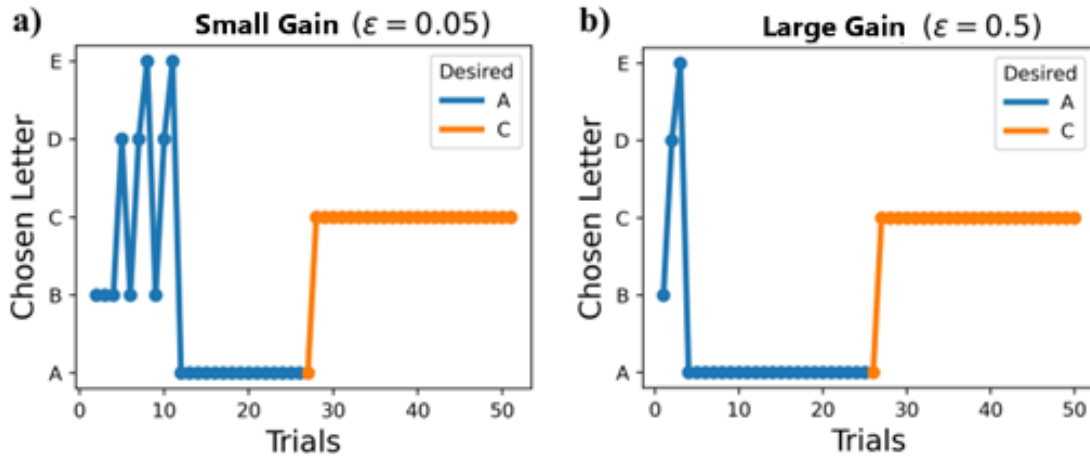 a) Small Gain (ε = 0.05)
E
D
C
B
A
Chosen Letter
Desired
A
C
0 10 20 30 40 50
Trials
b) Large Gain (ε = 0.5)
E
D
C
B
A
Chosen Letter
Desired
A
C
0 10 20 30 40 50
Trials